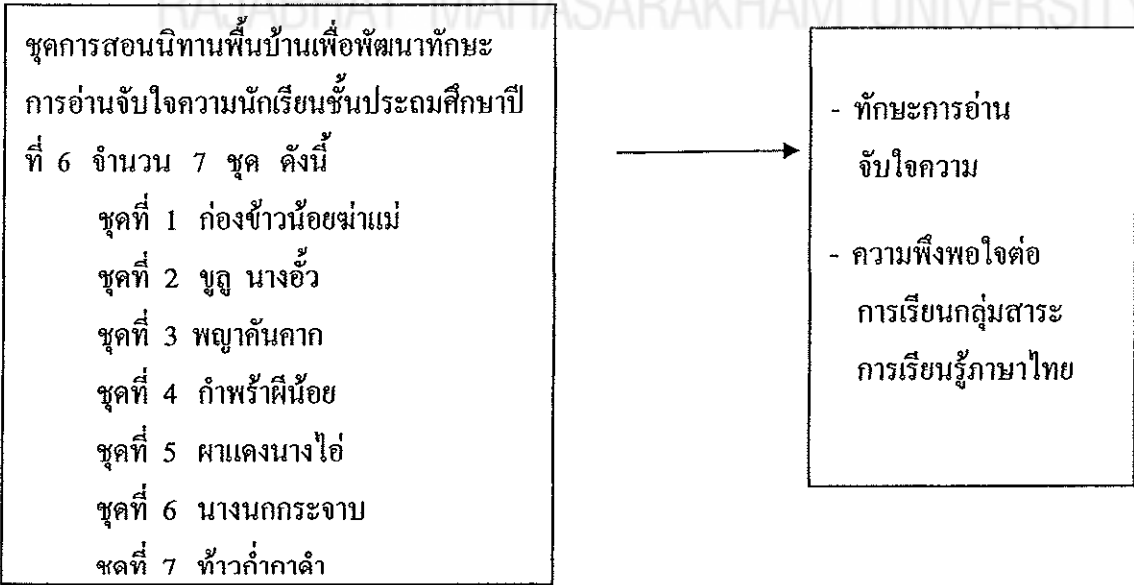 RAJABHAT MAHASARAKHAM UNIVERSITY
ชุดการสอนนิทานพื้นบ้านเพื่อพัฒนาทักษะ
การอ่านจับใจความนักเรียนชั้นประถมศึกษาปี
ที่ 6 จำนวน 7 ชุด ดังนี้
ชุดที่ 1 ก่องข้าวน้อยฆ่าแม่
ชุดที่ 2 ขูลู นางอั้ว
ชุดที่ 3 พญาคันคาก
ชุดที่ 4 กำพร้าผีน้อย
ชุดที่ 5 ผาแดงนางไอ่
ชุดที่ 6 นางนกกระจาบ
ชุดที่ 7 ท้าวก่ำกาดำ
- ทักษะการอ่าน
จับใจความ
- ความพึงพอใจต่อ
การเรียนกลุ่มสาระ
การเรียนรู้ภาษาไทย